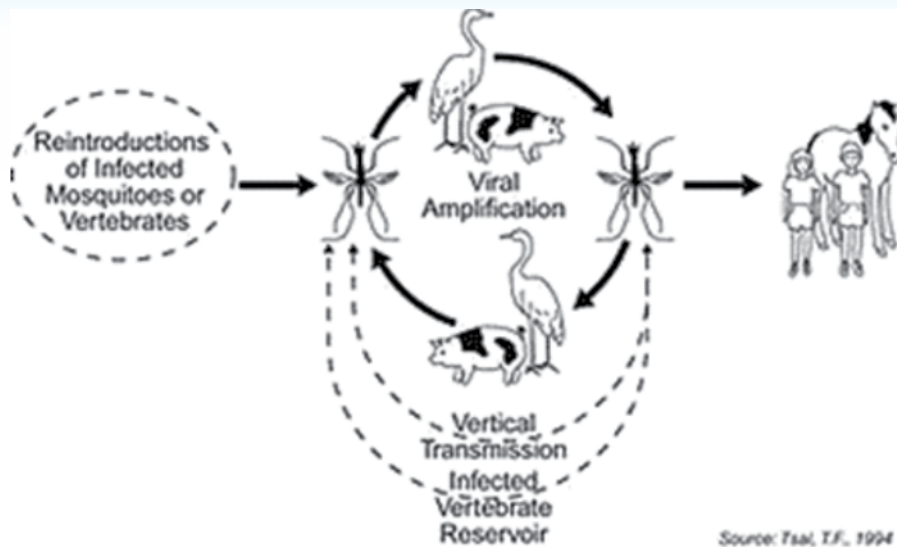 Reintroductions
of Infected
Mosquitoes or
Vertebrates
Viral
Amplification
Vertical
Transmission
Infected
Vertebrate
Reservoir
Source: Tsai, T.F., 1994